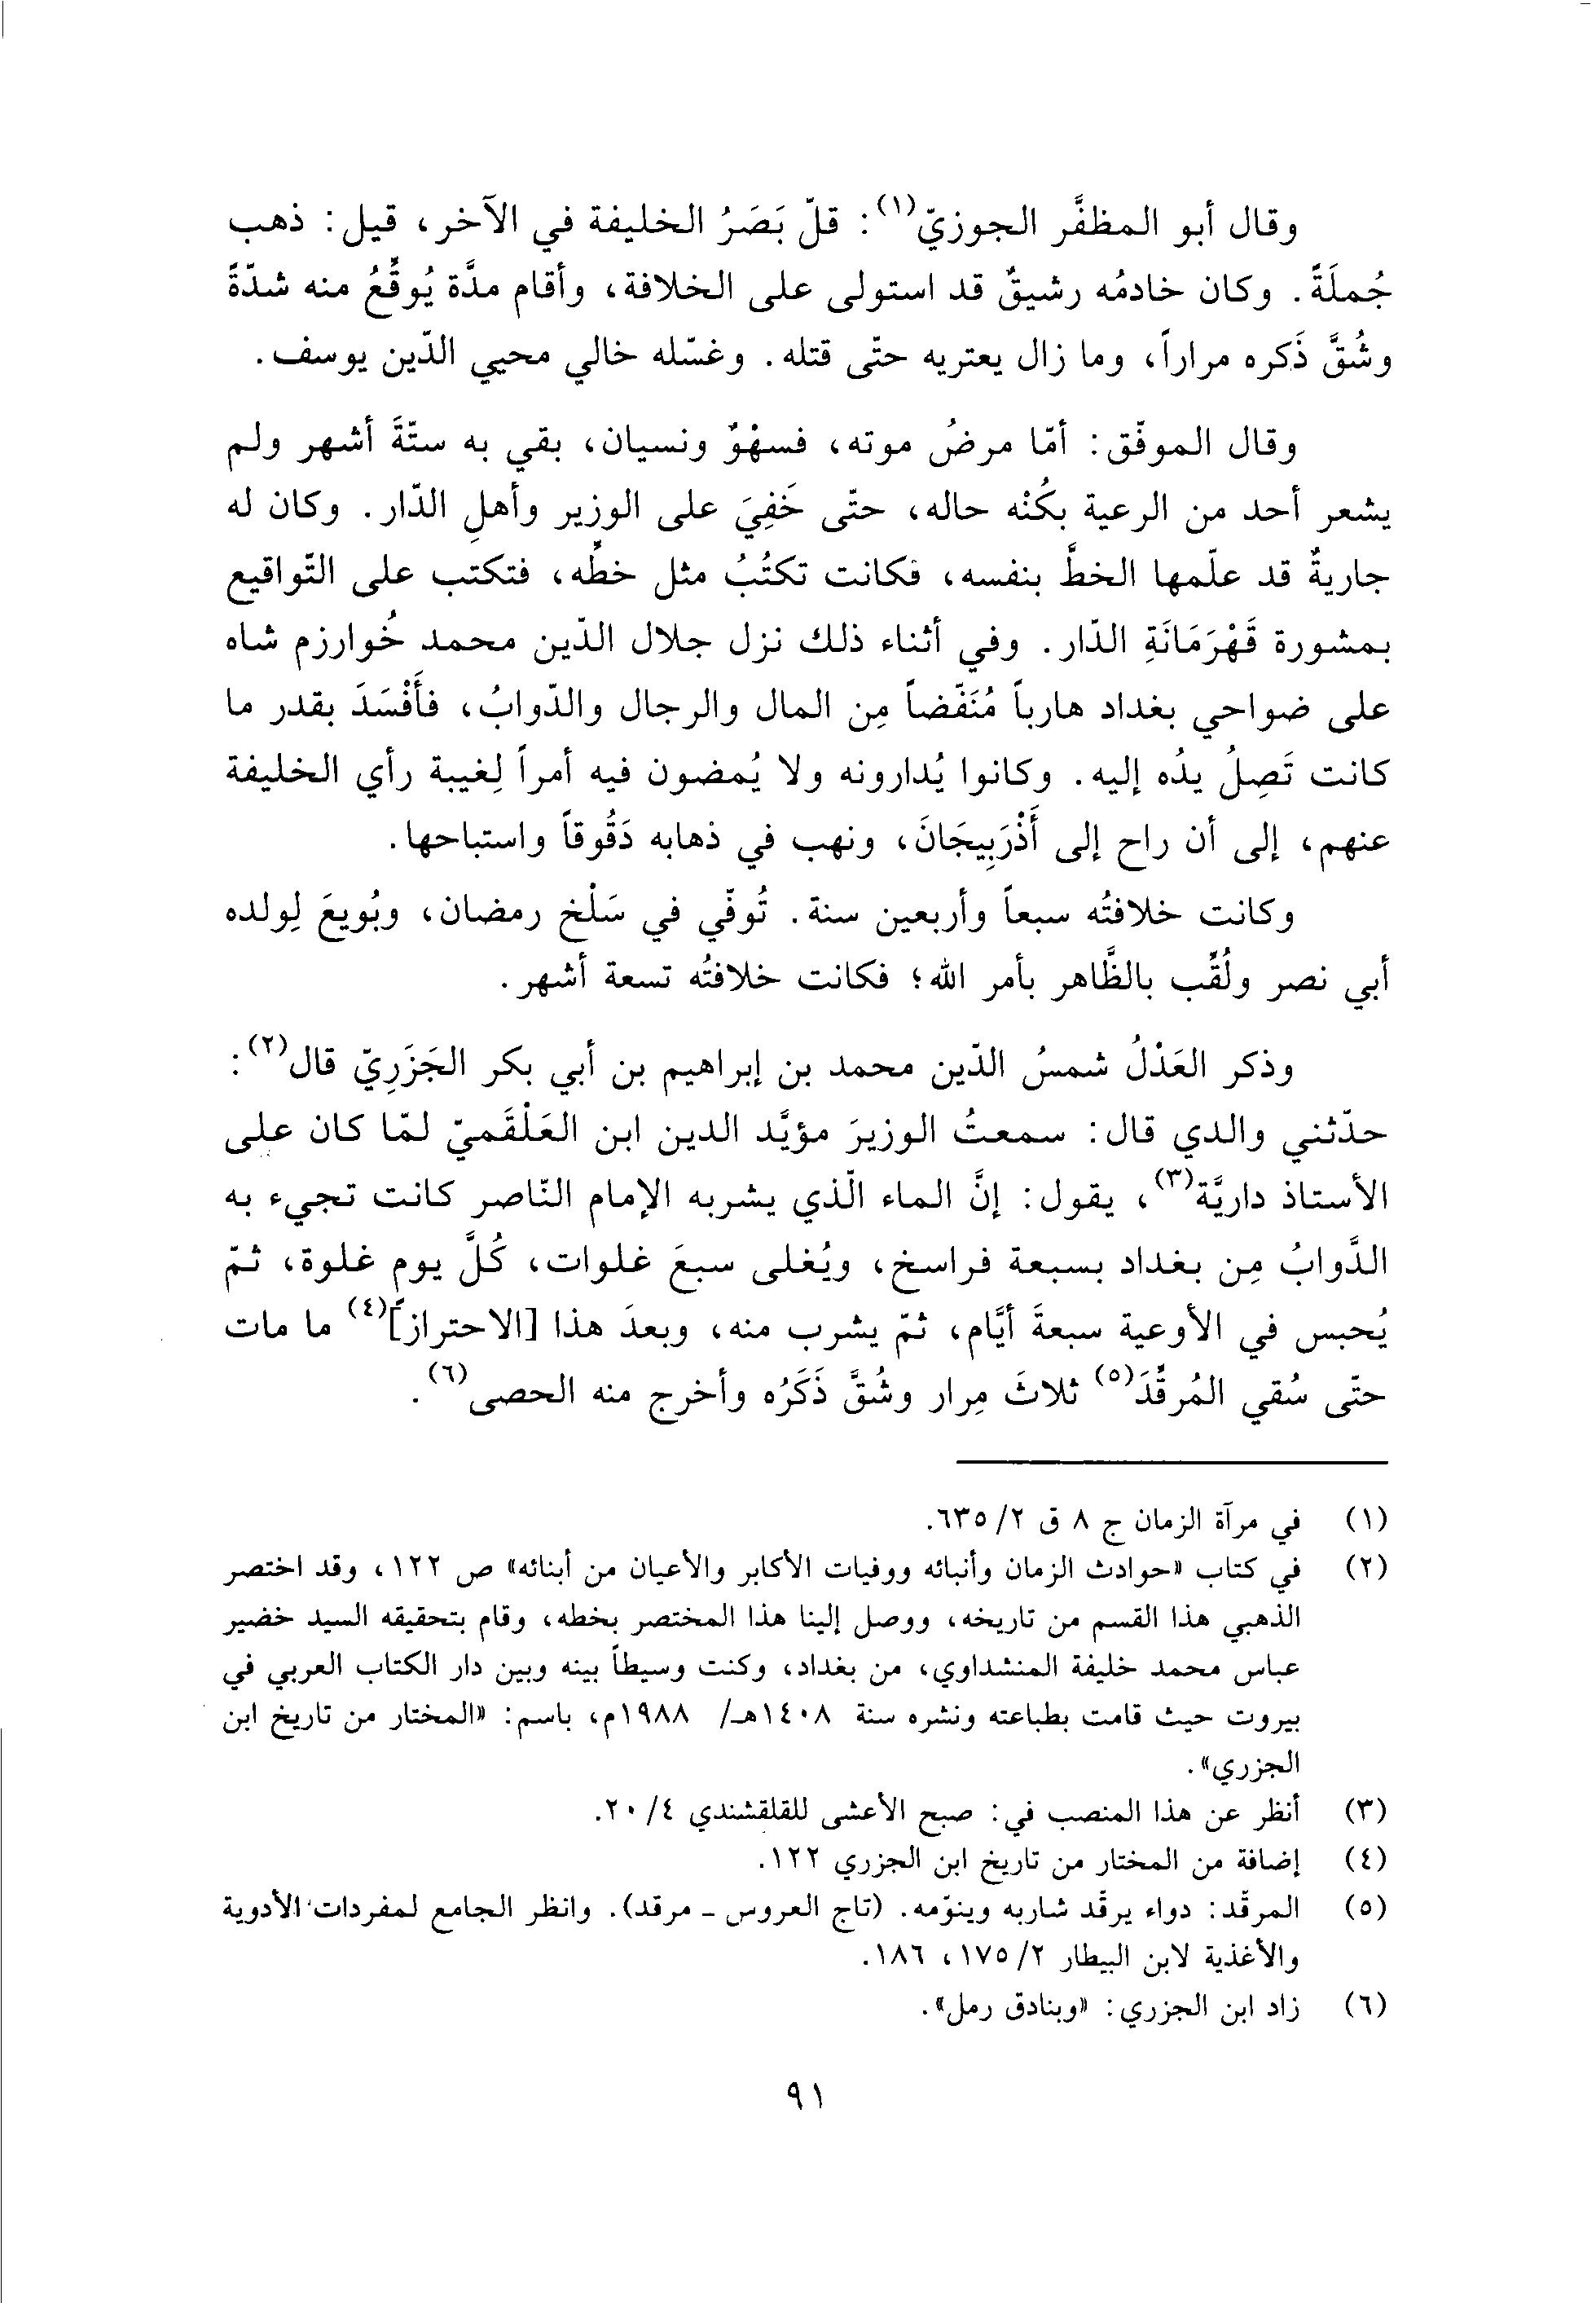 وقال أبو المظفَّر الجوزيّ(١): قلّ بَصَرُ الخليفة في الآخر، قيل: ذهب
جُملَةً. وكان خادمُه رشيقٌ قد استولى على الخلافة، وأقام مدَّة يُوقِّعُ منه شدّةً
وشُقَّ ذَكره مراراً، وما زال يعتريه حتّى قتله. وغسّله خالي محيي الدّين يوسف.
وقال الموفّق: أمّا مرضُ موته، فسهْوٌ ونسيان، بقي به ستّةَ أشهر ولم
يشعر أحد من الرعية بكُنْه حاله، حتّى خَفِيَ على الوزير وأهلِ الدّار. وكان له
جاريةٌ قد علّمها الخطَّ بنفسه، فكانت تكتُبُ مثل خطِّه، فتكتب على التّواقيع
بمشورة قَهْرَمَانَةِ الدّار. وفي أثناء ذلك نزل جلال الدّين محمد خُوارزم شاه
على ضواحي بغداد هارباً مُنَفّضاً مِن المال والرجال والدّوابُ، فأَفْسَدَ بقدر ما
كانت تَصِلُ يدُه إليه. وكانوا يُدارونه ولا يُمضون فيه أمراً لِغيبة رأي الخليفة
عنهم، إلى أن راح إلى أَذْرَبِيجَانَ، ونهب في ذهابه دَقُوقاً واستباحها.
وكانت خلافتُه سبعاً وأربعين سنة. تُوفّي في سَلْخ رمضان، وبُويعَ لِولده
أبي نصر ولُقِّب بالظَّاهر بأمر الله؛ فكانت خلافتُه تسعة أشهر.
وذكر العَدْلُ شمسُ الدّين محمد بن إبراهيم بن أبي بكر الجَزَرِيّ قال(٢):
حدّثني والدي قال: سمعتُ الوزيرَ مؤيَّد الدين ابن العَلْقَميّ لمّا كان على
الأستاذ داريَّة(٣)، يقول: إنَّ الماء الّذي يشربه الإمام النّاصر كانت تجيء به
الدَّوابُ مِن بغداد بسبعة فراسخ، ويُغلى سبعَ غلوات، كُلَّ يوم غلوة، ثمّ
يُحبس في الأوعية سبعةَ أيَّام، ثمّ يشرب منه، وبعدَ هذا [الاحتراز](٤) ما مات
حتّى سُقي المُرقِّدَ(٥) ثلاثَ مِرار وشُقَّ ذَكَرُه وأخرج منه الحصى(٦).
(١) في مرآة الزمان ج ٨ ق ٢/ ٦٣٥.
(٢) في كتاب «حوادث الزمان وأنبائه ووفيات الأكابر والأعيان من أبنائه» ص ١٢٢، وقد اختصر
الذهبي هذا القسم من تاريخه، ووصل إلينا هذا المختصر بخطه، وقام بتحقيقه السيد خضير
عباس محمد خليفة المنشداوي، من بغداد، وكنت وسيطاً بينه وبين دار الكتاب العربي في
بيروت حيث قامت بطباعته ونشره سنة ١٤٠٨هـ/ ١٩٨٨م، باسم: «المختار من تاريخ ابن
الجزري».
(٣) أنظر عن هذا المنصب في: صبح الأعشى للقلقشندي ٤/ ٢٠.
(٤) إضافة من المختار من تاريخ ابن الجزري ١٢٢.
(٥) المرقّد: دواء يرقّد شاربه وينوّمه. (تاج العروس - مرقد). وانظر الجامع لمفردات الأدوية
والأغذية لابن البيطار ٢/ ١٧٥، ١٨٦.
(٦) زاد ابن الجزري: «وبنادق رمل».
٩١